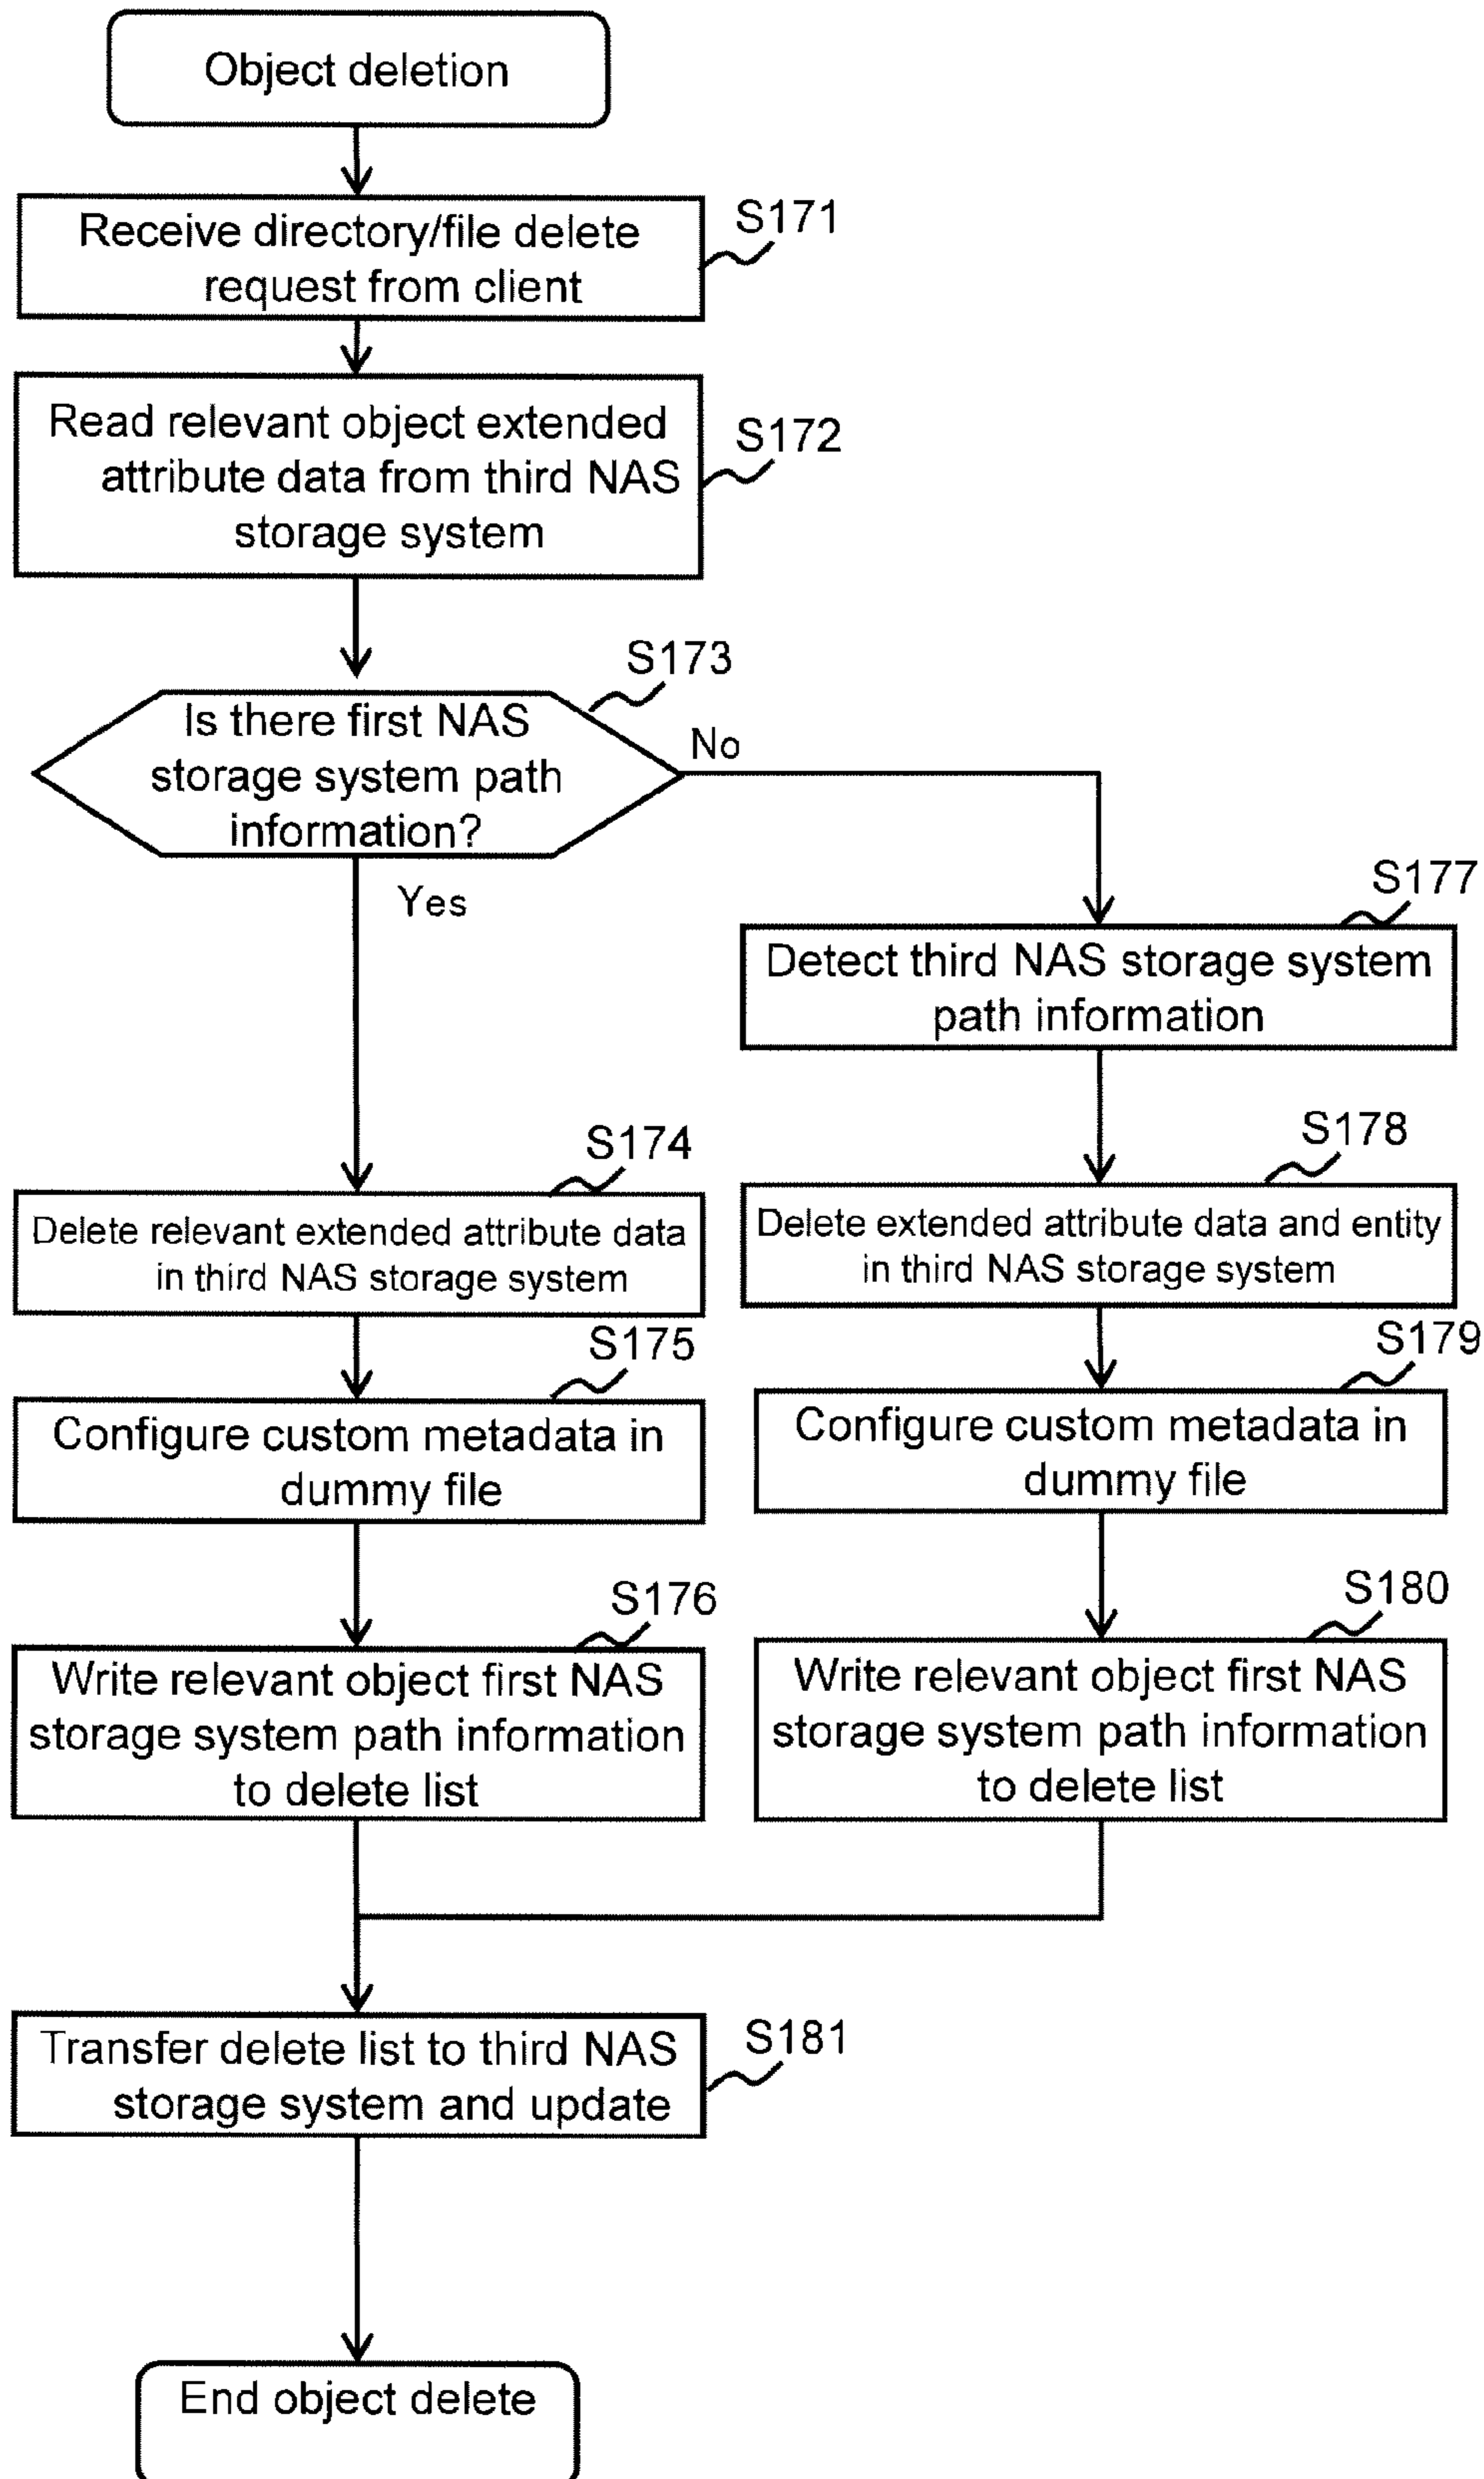 Object deletion
Receive directory/file delete
request from client
S171
Read relevant object extended
attribute data from third NAS
storage system
S172
Is there first NAS
storage system path
information?
S173
No
Yes
S177
Detect third NAS storage system
path information
S174
Delete relevant extended attribute data
in third NAS storage system
S178
Delete extended attribute data and entity
in third NAS storage system
S175
Configure custom metadata in
dummy file
S179
Configure custom metadata in
dummy file
S176
Write relevant object first NAS
storage system path information
to delete list
S180
Write relevant object first NAS
storage system path information
to delete list
Transfer delete list to third NAS
storage system and update
S181
End object delete